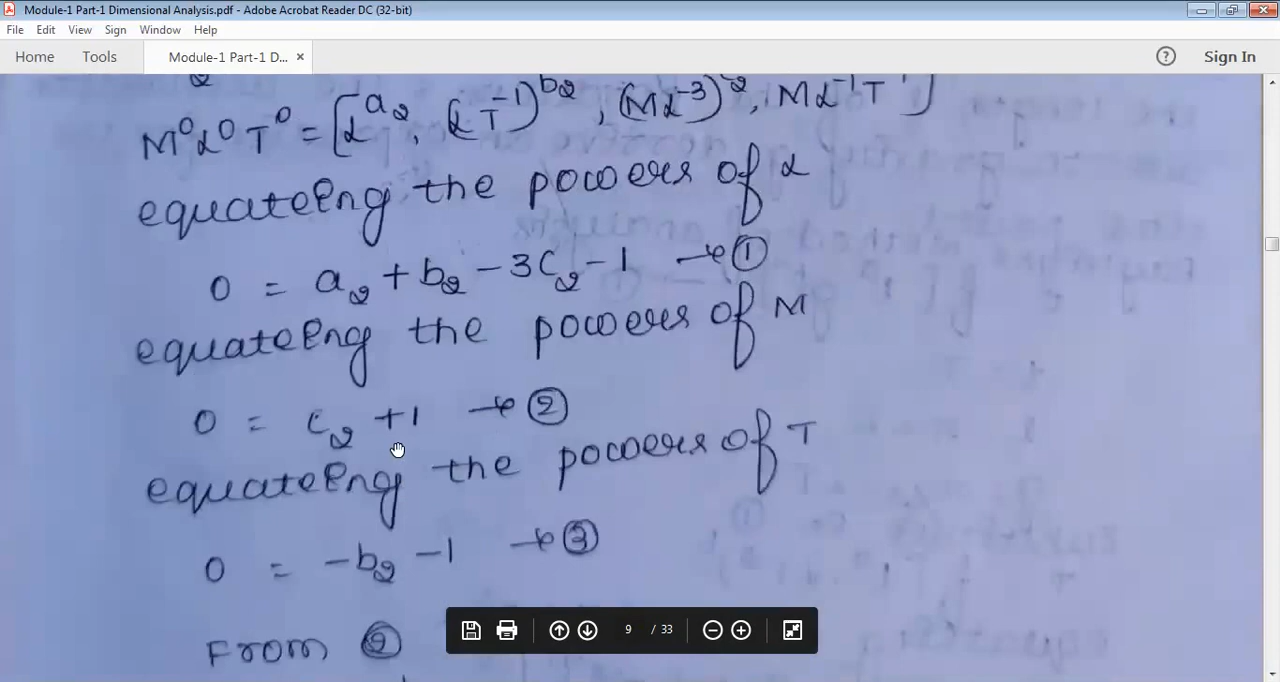 Module-1 Part-1 Dimensional Analysis.pdf - Adobe Acrobat Reader DC (32-bit)
File Edit View Sign Window Help
Home Tools Module-1 Part-1 D... × ? Sign In
M⁰L⁰T⁰ = [L^a₂, (LT⁻¹)^b₂, (ML⁻³)^c₂, ML⁻¹T⁻¹]
equateing the powers of L
0 = a₂ + b₂ - 3c₂ - 1 → ①
equateing the powers of M
0 = c₂ + 1 → ②
equateing the powers of T
0 = -b₂ - 1 → ③
9 / 33
From ②